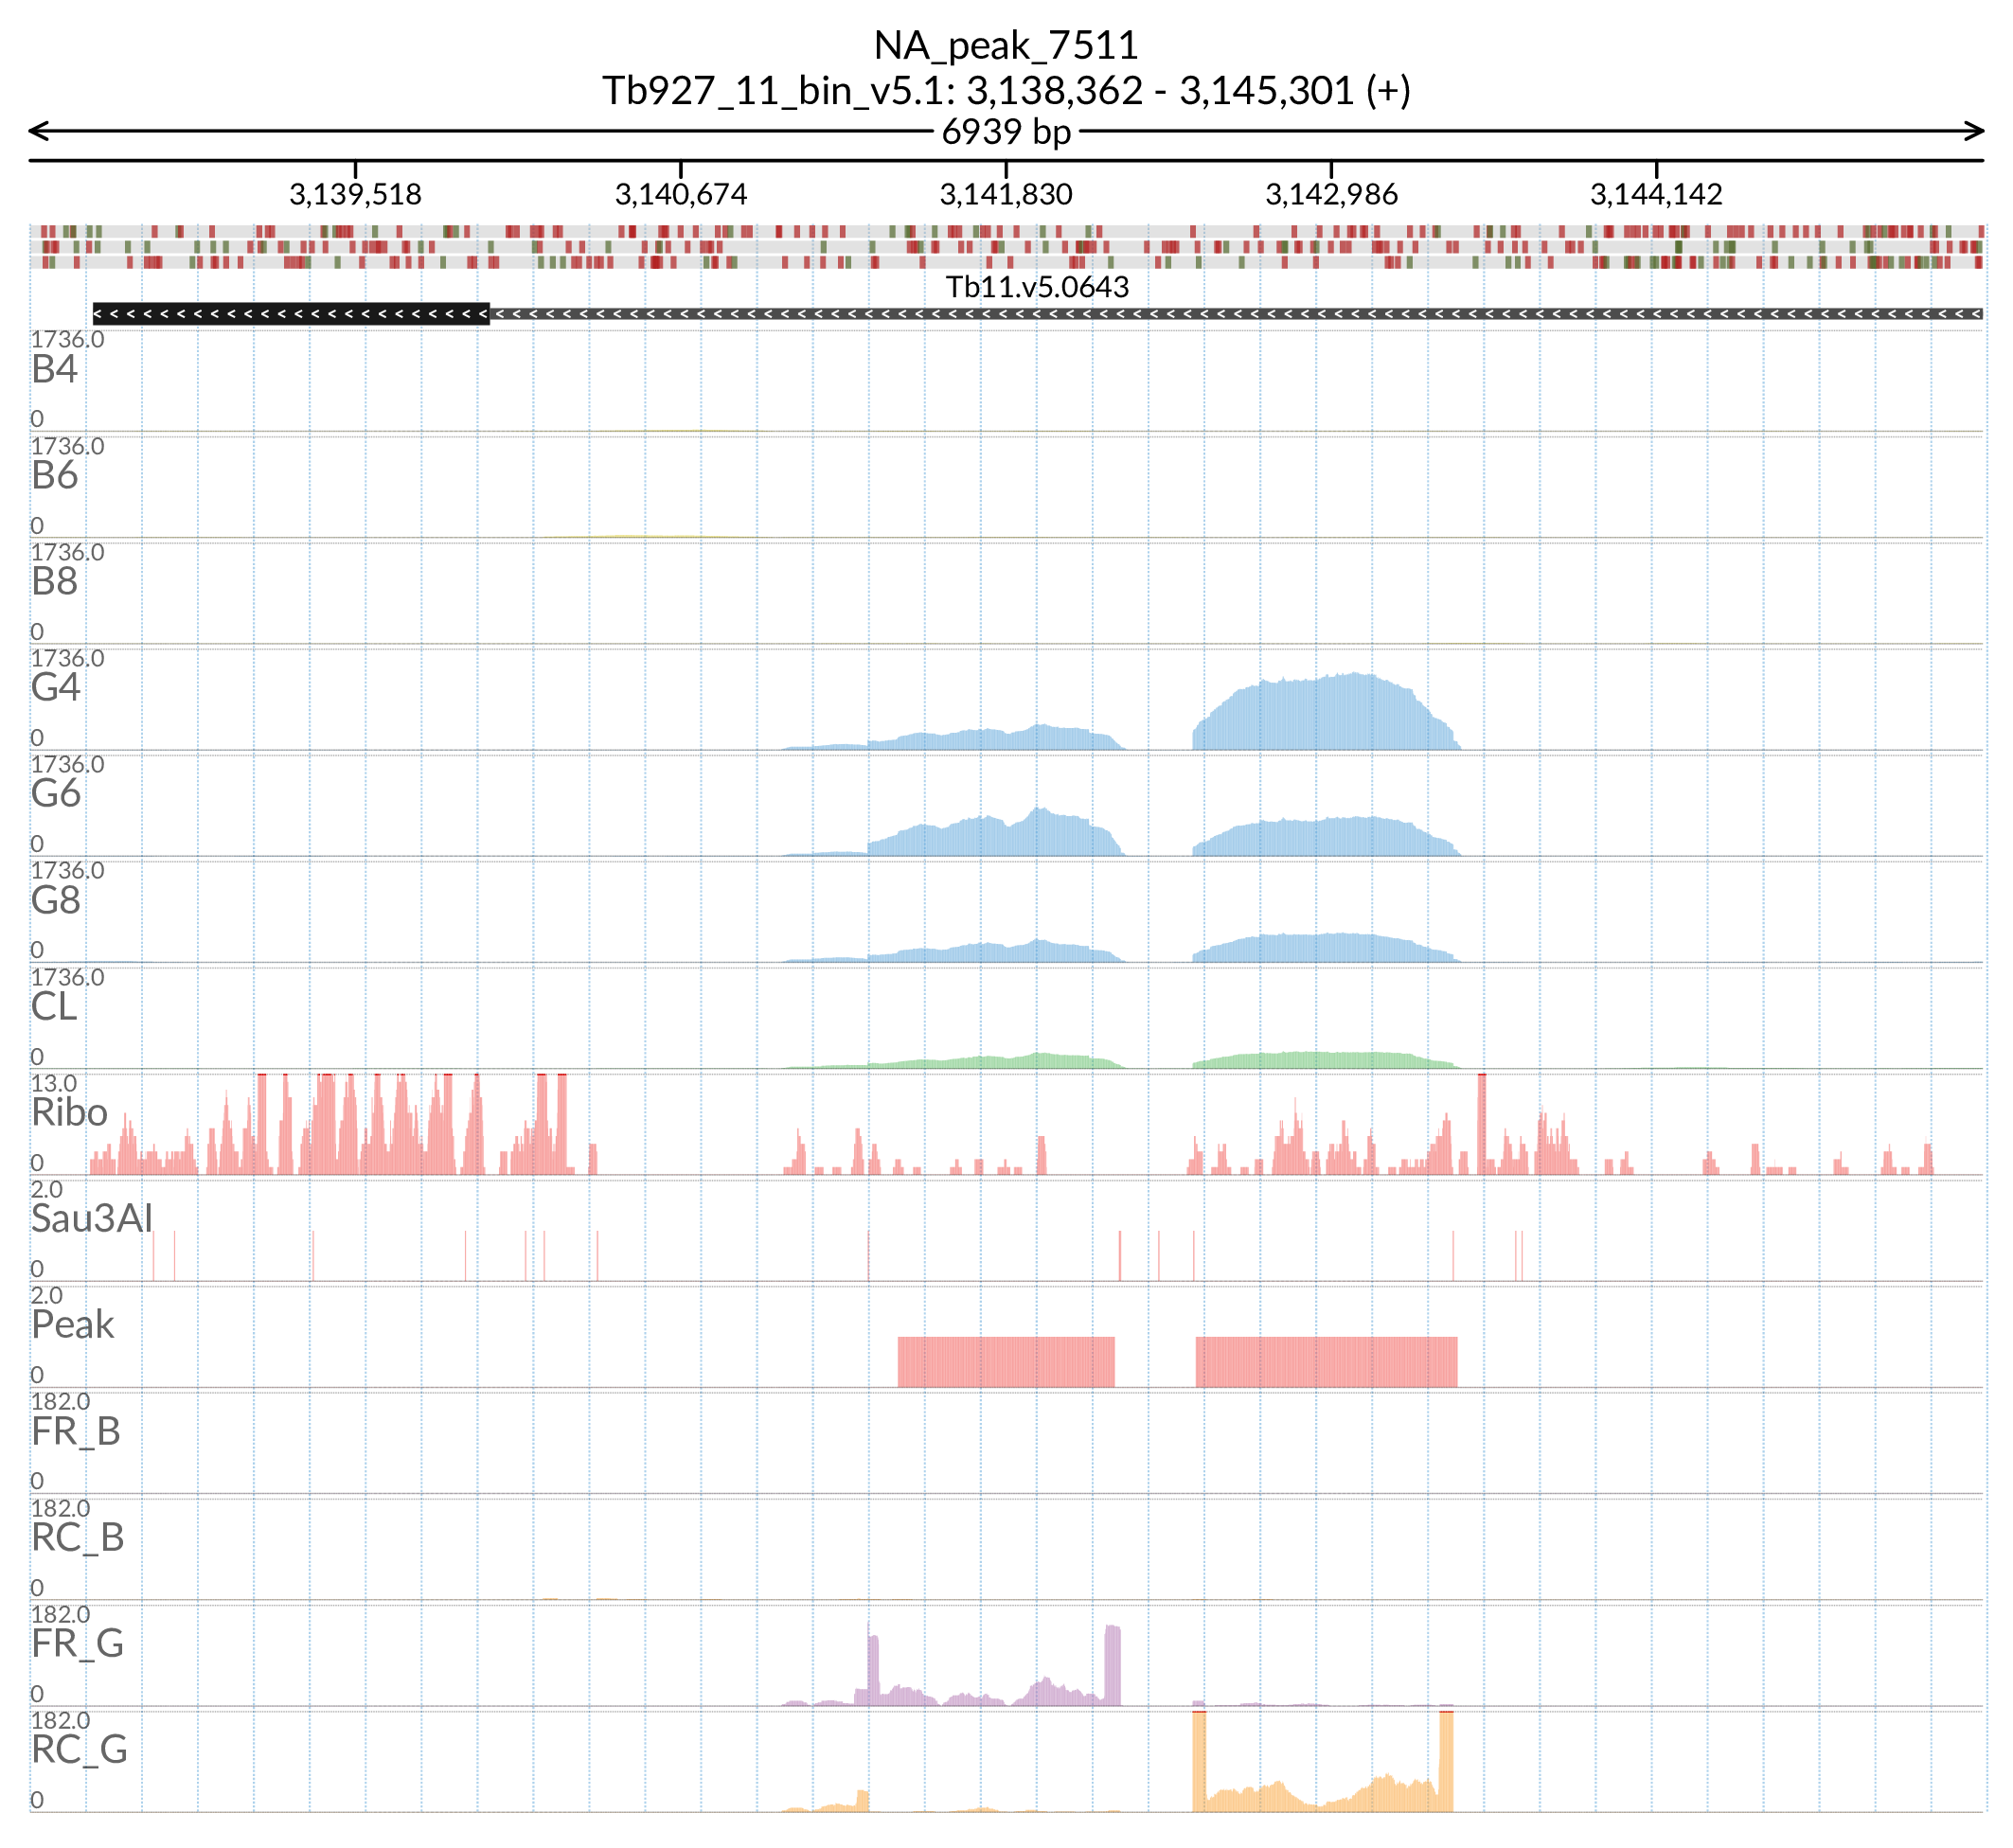 NA_peak_7511
Tb927_11_bin_v5.1: 3,138,362 - 3,145,301 (+)
6939 bp
3,139,518 3,140,674 3,141,830 3,142,986 3,144,142
Tb11.v5.0643
1736.0
B4
0
1736.0
B6
0
1736.0
B8
0
1736.0
G4
0
1736.0
G6
0
1736.0
G8
0
1736.0
CL
0
13.0
Ribo
0
2.0
Sau3AI
0
2.0
Peak
0
182.0
FR_B
0
182.0
RC_B
0
182.0
FR_G
0
182.0
RC_G
0